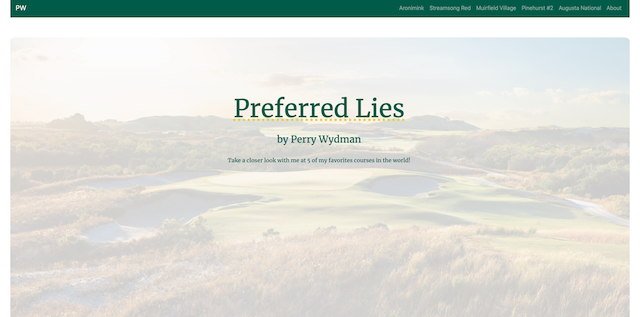 PW
Aronimink Streamsong Red Muirfield Village Pinehurst #2 Augusta National About
Preferred Lies
by Perry Wydman
Take a closer look with me at 5 of my favorites courses in the world!